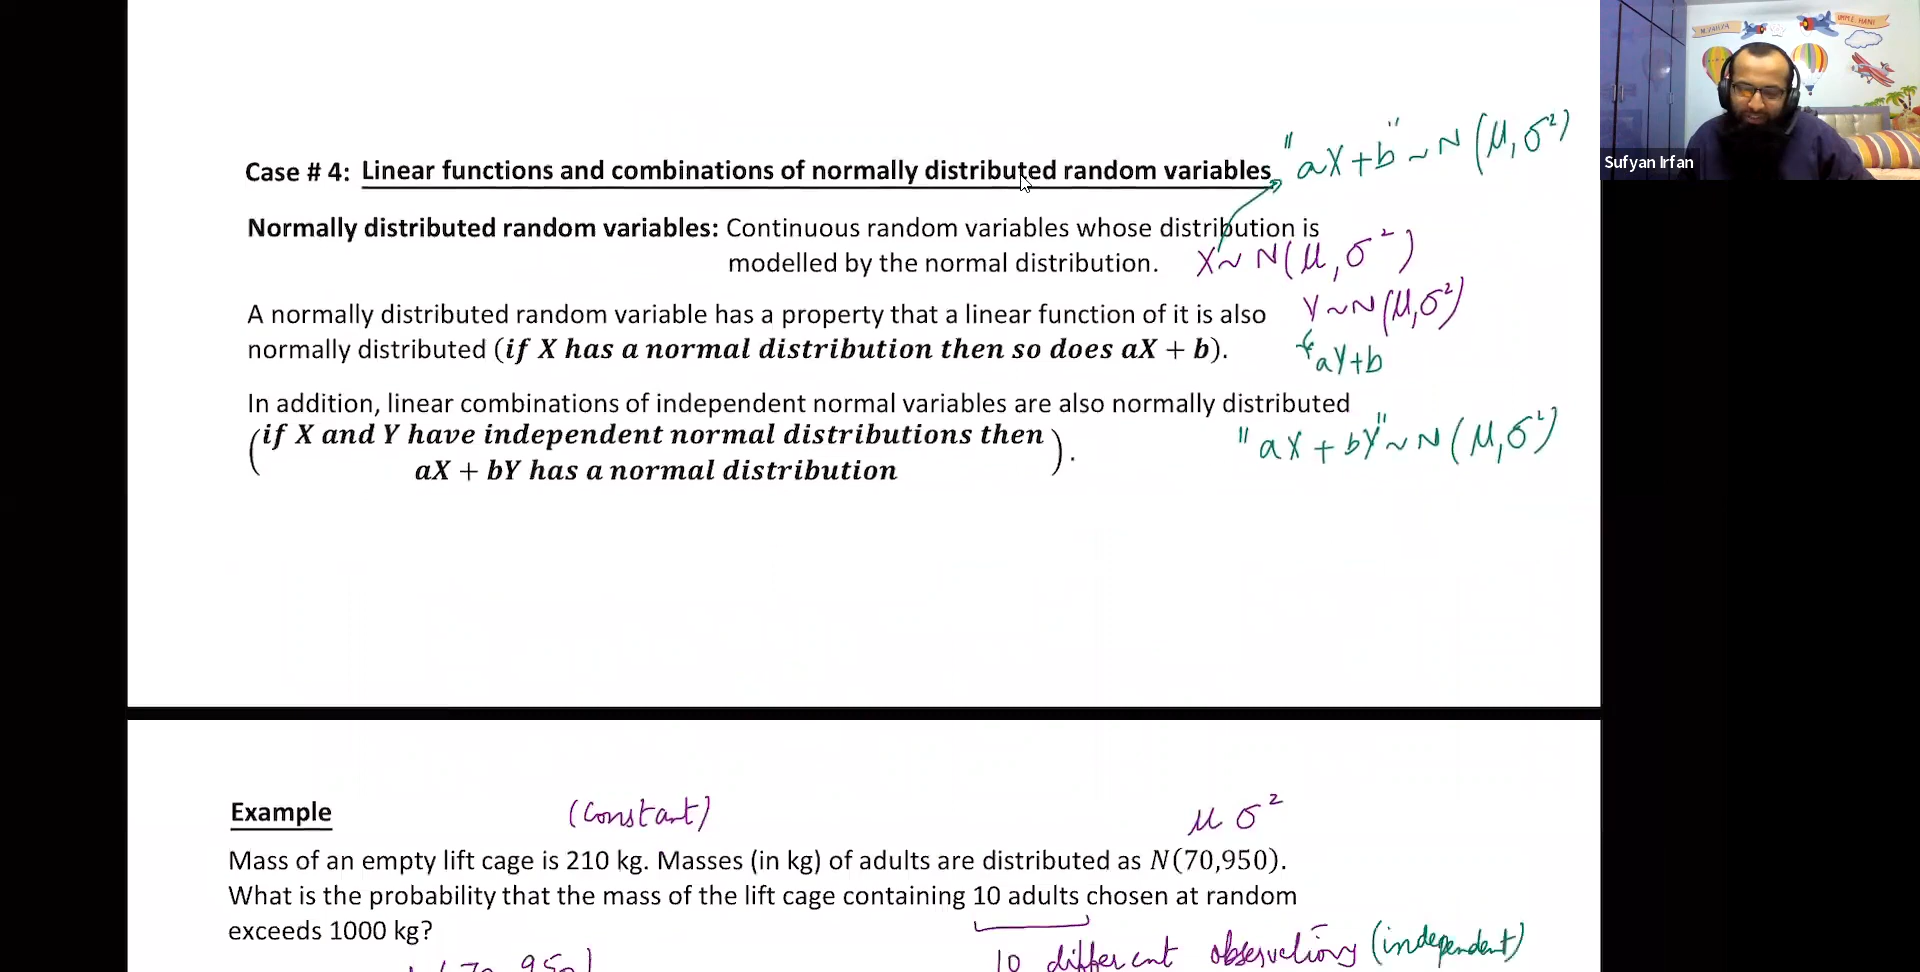 M.YAHYA
UMME HANI
"aX+b" ~ N(μ,σ²)
Sufyan Irfan
Case # 4: Linear functions and combinations of normally distributed random variables
Normally distributed random variables: Continuous random variables whose distribution is
modelled by the normal distribution. X~N(μ,σ²)
A normally distributed random variable has a property that a linear function of it is also Y~N(μ,σ²)
normally distributed (if X has a normal distribution then so does aX + b).
aY+b
In addition, linear combinations of independent normal variables are also normally distributed
(if X and Y have independent normal distributions then
aX + bY has a normal distribution).
"aX + bY" ~ N(μ,σ²)
Example (Constant) μ σ²
Mass of an empty lift cage is 210 kg. Masses (in kg) of adults are distributed as N(70,950).
What is the probability that the mass of the lift cage containing 10 adults chosen at random
exceeds 1000 kg?
10 different observations (independent)